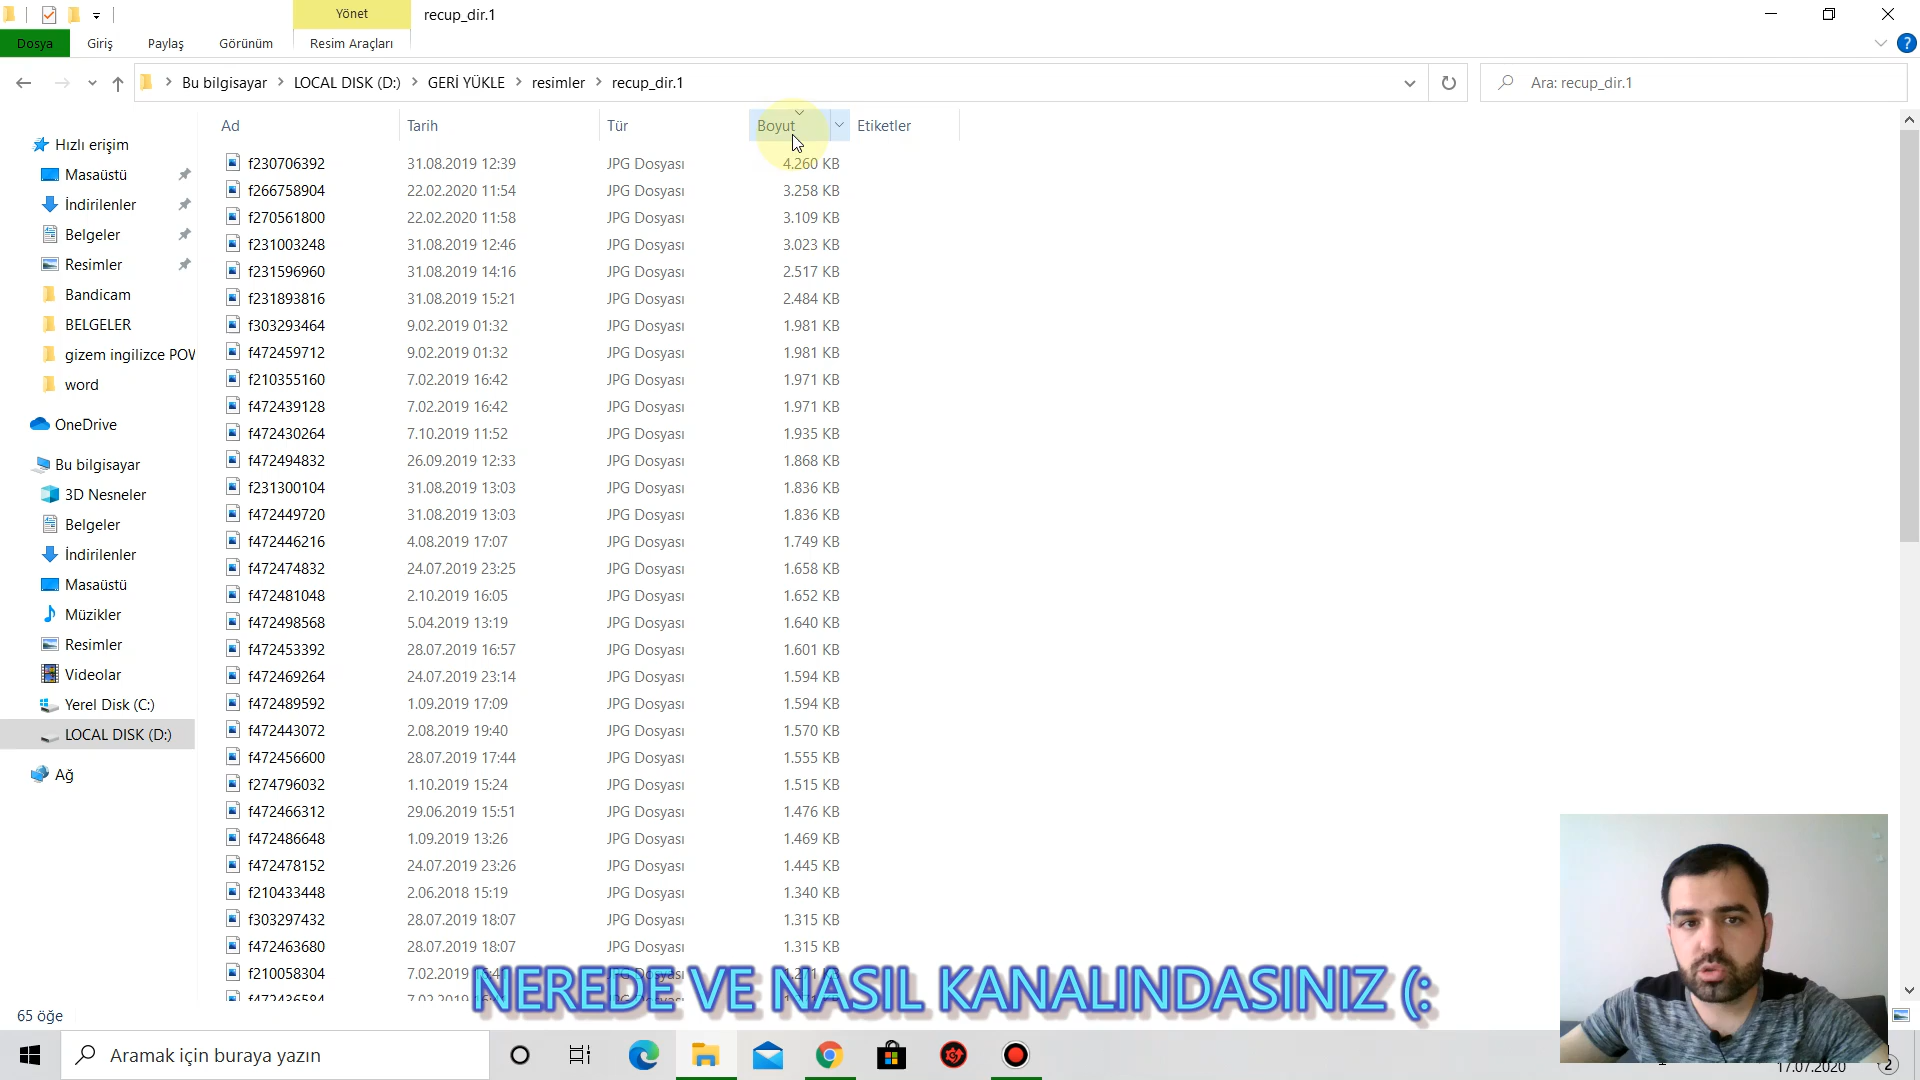 Yönet
recup_dir.1
Dosya
Giriş
Paylaş
Görünüm
Resim Araçları
Bu bilgisayar > LOCAL DISK (D:) > GERİ YÜKLE > resimler > recup_dir.1
Ara: recup_dir.1
Ad Tarih Tür Boyut Etiketler
Hızlı erişim
Masaüstü
İndirilenler
Belgeler
Resimler
Bandicam
BELGELER
gizem ingilizce POW
word
OneDrive
Bu bilgisayar
3D Nesneler
Belgeler
İndirilenler
Masaüstü
Müzikler
Resimler
Videolar
Yerel Disk (C:)
LOCAL DISK (D:)
Ağ
f230706392 31.08.2019 12:39 JPG Dosyası 4.260 KB
f266758904 22.02.2020 11:54 JPG Dosyası 3.258 KB
f270561800 22.02.2020 11:58 JPG Dosyası 3.109 KB
f231003248 31.08.2019 12:46 JPG Dosyası 3.023 KB
f231596960 31.08.2019 14:16 JPG Dosyası 2.517 KB
f231893816 31.08.2019 15:21 JPG Dosyası 2.484 KB
f303293464 9.02.2019 01:32 JPG Dosyası 1.981 KB
f472459712 9.02.2019 01:32 JPG Dosyası 1.981 KB
f210355160 7.02.2019 16:42 JPG Dosyası 1.971 KB
f472439128 7.02.2019 16:42 JPG Dosyası 1.971 KB
f472430264 7.10.2019 11:52 JPG Dosyası 1.935 KB
f472494832 26.09.2019 12:33 JPG Dosyası 1.868 KB
f231300104 31.08.2019 13:03 JPG Dosyası 1.836 KB
f472449720 31.08.2019 13:03 JPG Dosyası 1.836 KB
f472446216 4.08.2019 17:07 JPG Dosyası 1.749 KB
f472474832 24.07.2019 23:25 JPG Dosyası 1.658 KB
f472481048 2.10.2019 16:05 JPG Dosyası 1.652 KB
f472498568 5.04.2019 13:19 JPG Dosyası 1.640 KB
f472453392 28.07.2019 16:57 JPG Dosyası 1.601 KB
f472469264 24.07.2019 23:14 JPG Dosyası 1.594 KB
f472489592 1.09.2019 17:09 JPG Dosyası 1.594 KB
f472443072 2.08.2019 19:40 JPG Dosyası 1.570 KB
f472456600 28.07.2019 17:44 JPG Dosyası 1.555 KB
f274796032 1.10.2019 15:24 JPG Dosyası 1.515 KB
f472466312 29.06.2019 15:51 JPG Dosyası 1.476 KB
f472486648 1.09.2019 13:26 JPG Dosyası 1.469 KB
f472478152 24.07.2019 23:26 JPG Dosyası 1.445 KB
f210433448 2.06.2018 15:19 JPG Dosyası 1.340 KB
f303297432 28.07.2019 18:07 JPG Dosyası 1.315 KB
f472463680 28.07.2019 18:07 JPG Dosyası 1.315 KB
f210058304 7.02.2019
NEREDE VE NASIL KANALINDASINIZ (:
65 öğe
Aramak için buraya yazın
17.07.2020
2